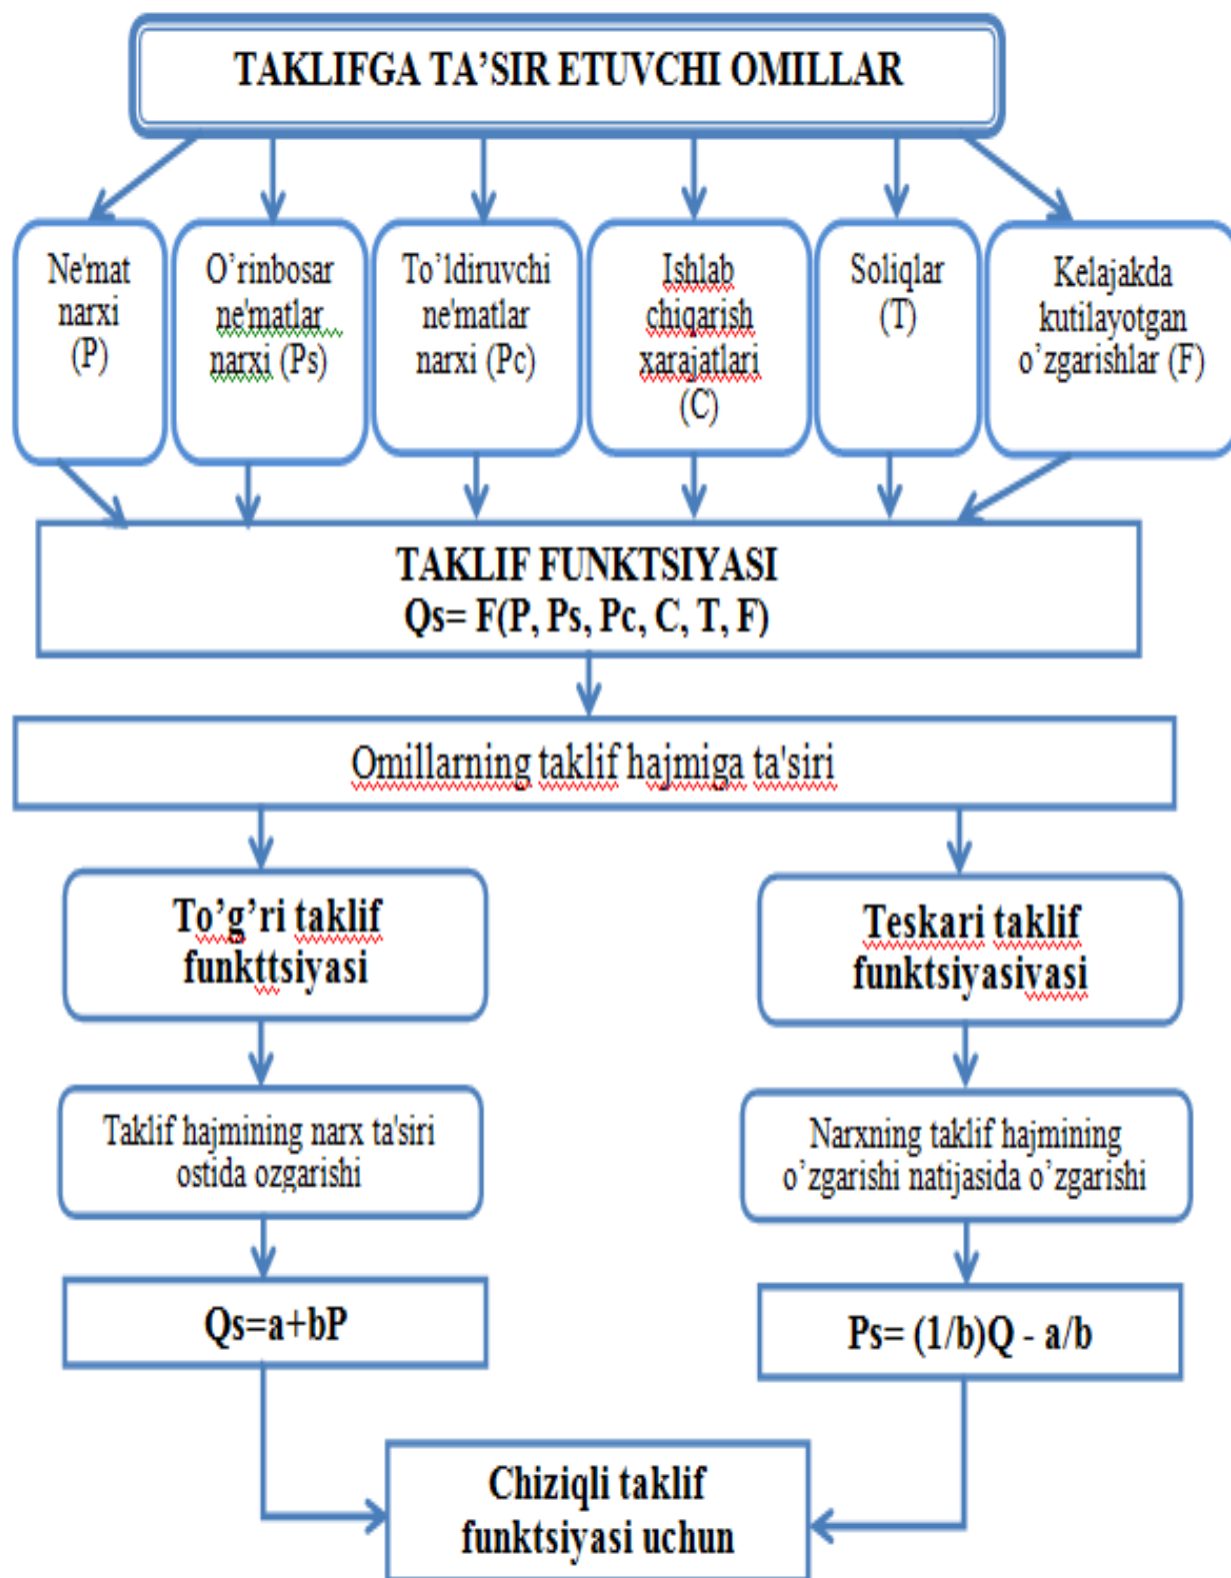 TAKLIFGA TA’SIR ETUVCHI OMILLAR
Ne'mat
narxi
(P)
O’rinbosar
ne'matlar
narxi (Ps)
To’ldiruvchi
ne'matlar
narxi (Pc)
Ishlab
chiqarish
xarajatlari
(C)
Soliqlar
(T)
Kelajakda
kutilayotgan
o’zgarishlar (F)
TAKLIF FUNKTSIYASI
Qs= F(P, Ps, Pc, C, T, F)
Omillarning taklif hajmiga ta'siri
To’g’ri taklif
funkttsiyasi
Teskari taklif
funktsiyasivasi
Taklif hajmining narx ta'siri
ostida ozgarishi
Narxning taklif hajmining
o’zgarishi natijasida o’zgarishi
Qs=a+bP
Ps= (1/b)Q - a/b
Chiziqli taklif
funktsiyasi uchun